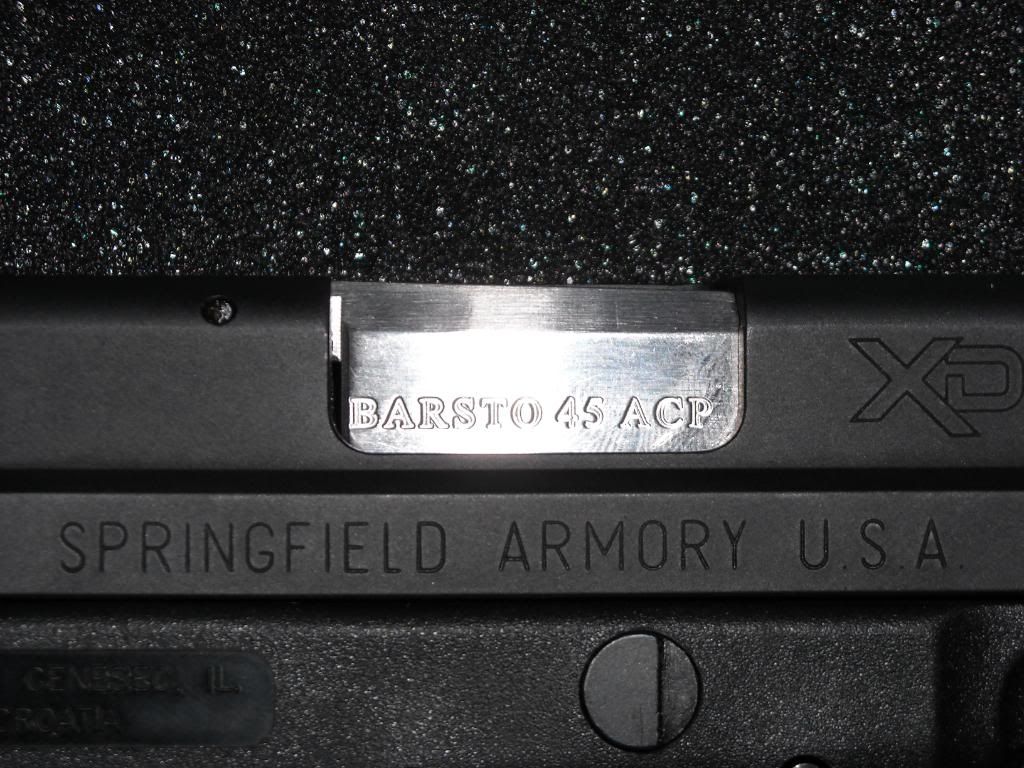 BARSTO 45 ACP
XD
SPRINGFIELD ARMORY U.S.A.
GENESEO, IL.
CROATIA